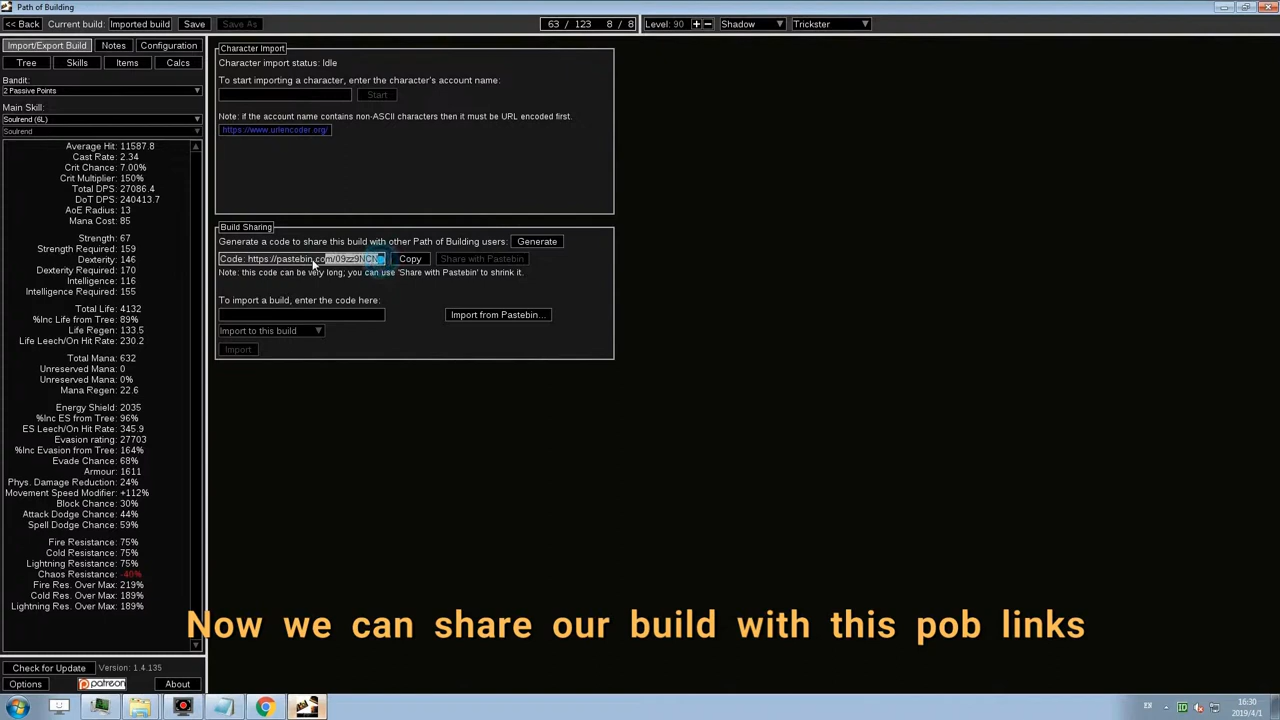 Path of Building
<< Back Current build: Imported build Save Save As 63 / 123 8 / 8 Level: 90 Shadow Trickster
Import/Export Build Notes Configuration
Tree Skills Items Calcs
Bandit:
2 Passive Points
Main Skill:
Soulrend (6L)
Soulrend
Average Hit: 11587.8
Cast Rate: 2.34
Crit Chance: 7.00%
Crit Multiplier: 150%
Total DPS: 27086.4
DoT DPS: 240413.7
AoE Radius: 13
Mana Cost: 85
Strength: 67
Strength Required: 159
Dexterity: 146
Dexterity Required: 170
Intelligence: 116
Intelligence Required: 155
Total Life: 4132
%Inc Life from Tree: 89%
Life Regen: 133.5
Life Leech/On Hit Rate: 230.2
Total Mana: 632
Unreserved Mana: 0
Unreserved Mana: 0%
Mana Regen: 22.6
Energy Shield: 2035
%Inc ES from Tree: 96%
ES Leech/On Hit Rate: 345.9
Evasion rating: 27703
%Inc Evasion from Tree: 164%
Evade Chance: 68%
Armour: 1611
Phys. Damage Reduction: 24%
Movement Speed Modifier: +112%
Block Chance: 30%
Attack Dodge Chance: 44%
Spell Dodge Chance: 59%
Fire Resistance: 75%
Cold Resistance: 75%
Lightning Resistance: 75%
Chaos Resistance: -40%
Fire Res. Over Max: 219%
Cold Res. Over Max: 189%
Lightning Res. Over Max: 189%
Check for Update Version: 1.4.135
Options patreon About
Character Import
Character import status: Idle
To start importing a character, enter the character's account name:
Start
Note: if the account name contains non-ASCII characters then it must be URL encoded first.
https://www.urlencoder.org/
Build Sharing
Generate a code to share this build with other Path of Building users: Generate
Code: https://pastebin.com/09zz9NCN Copy Share with Pastebin
Note: this code can be very long; you can use 'Share with Pastebin' to shrink it.
To import a build, enter the code here:
Import from Pastebin...
Import to this build
Import
Now we can share our build with this pob links
16:30
2019/4/1